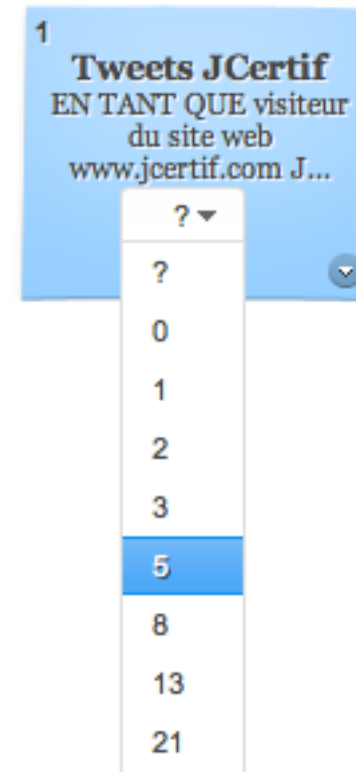 1
Tweets JCertif
EN TANT QUE visiteur
du site web
www.jcertif.com J...
?
?
0
1
2
3
5
8
13
21